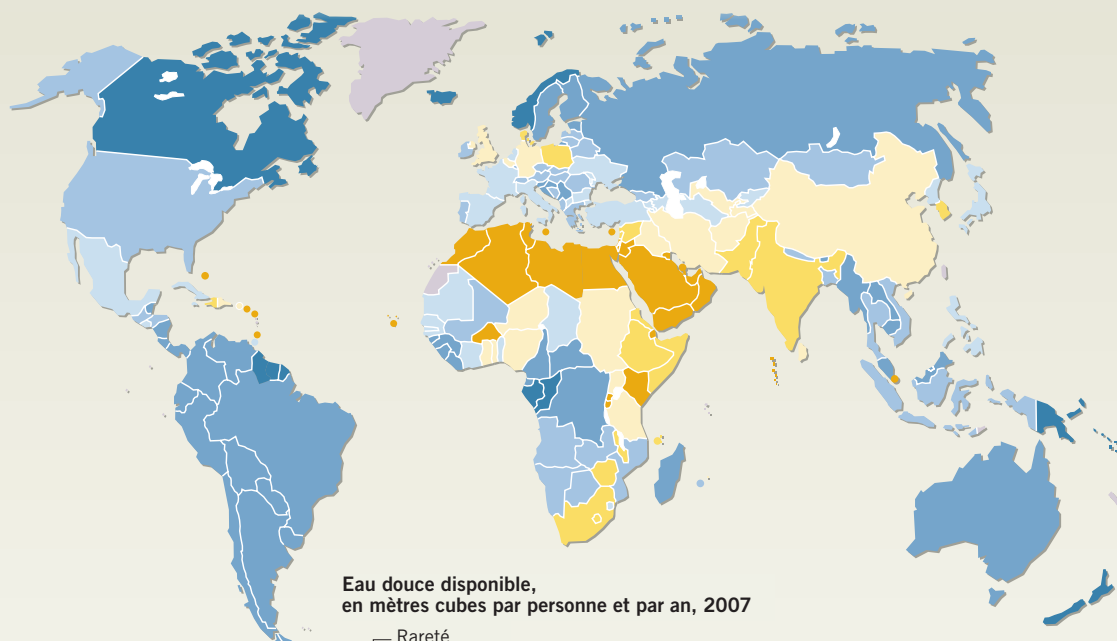 Eau douce disponible,
en mètres cubes par personne et par an, 2007
Rareté